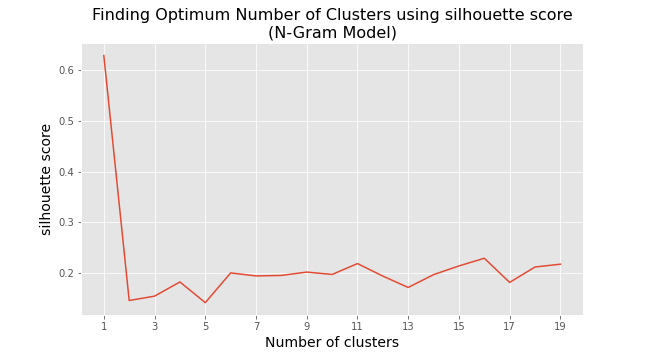 Finding Optimum Number of Clusters using silhouette score
(N-Gram Model)
silhouette score
0.6
0.5
0.4
0.3
0.2
1 3 5 7 9 11 13 15 17 19
Number of clusters